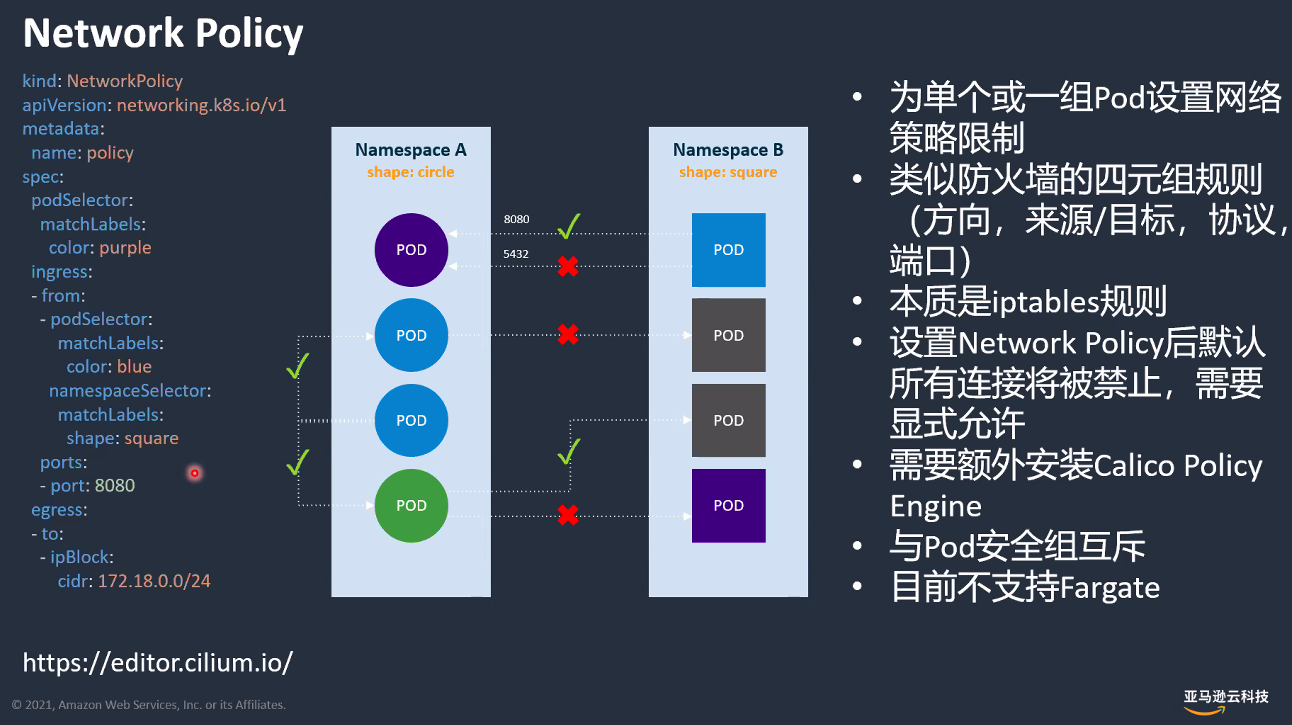 Network Policy
kind: NetworkPolicy
apiVersion: networking.k8s.io/v1
metadata:
name: policy
spec:
podSelector:
matchLabels:
color: purple
ingress:
- from:
- podSelector:
matchLabels:
color: blue
namespaceSelector:
matchLabels:
shape: square
ports:
- port: 8080
egress:
- to:
- ipBlock:
cidr: 172.18.0.0/24
https://editor.cilium.io/
Namespace A
shape: circle
POD
POD
POD
POD
8080
5432
Namespace B
shape: square
POD
POD
POD
POD
• 为单个或一组Pod设置网络
策略限制
• 类似防火墙的四元组规则
（方向，来源/目标，协议，
端口）
• 本质是iptables规则
• 设置Network Policy后默认
所有连接将被禁止，需要
显式允许
• 需要额外安装Calico Policy
Engine
• 与Pod安全组互斥
• 目前不支持Fargate
© 2021, Amazon Web Services, Inc. or its Affiliates.
亚马逊云科技